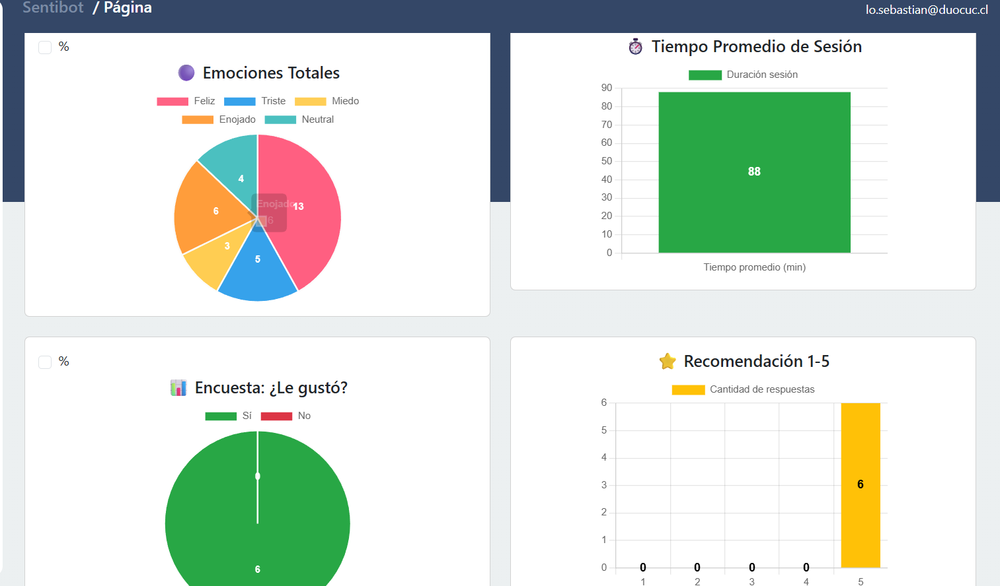 Sentibot / Página
lo.sebastian@duocuc.cl
%
Emociones Totales
Feliz Triste Miedo
Enojado Neutral
4
Enojado
13
6
6
3
5
Tiempo Promedio de Sesión
Duración sesión
90
80
70
60
50
40
30
20
10
0
88
Tiempo promedio (min)
%
Encuesta: ¿Le gustó?
Sí No
0
6
Recomendación 1-5
Cantidad de respuestas
6
5
4
3
2
1
0
6
0 0 0 0
1 2 3 4 5